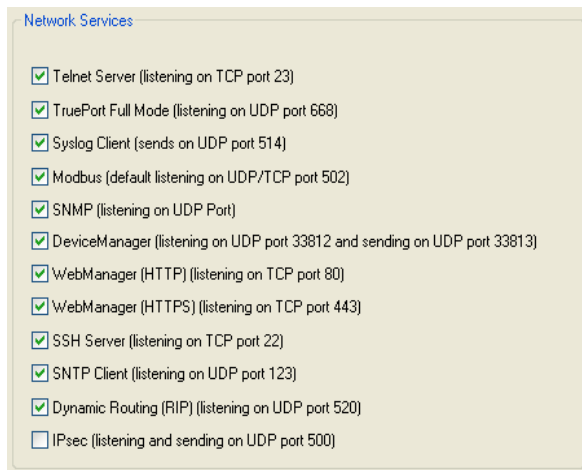 Network Services
Telnet Server (listening on TCP port 23)
TruePort Full Mode (listening on UDP port 668)
Syslog Client (sends on UDP port 514)
Modbus (default listening on UDP/TCP port 502)
SNMP (listening on UDP Port)
DeviceManager (listening on UDP port 33812 and sending on UDP port 33813)
WebManager (HTTP) (listening on TCP port 80)
WebManager (HTTPS) (listening on TCP port 443)
SSH Server (listening on TCP port 22)
SNTP Client (listening on UDP port 123)
Dynamic Routing (RIP) (listening on UDP port 520)
IPsec (listening and sending on UDP port 500)